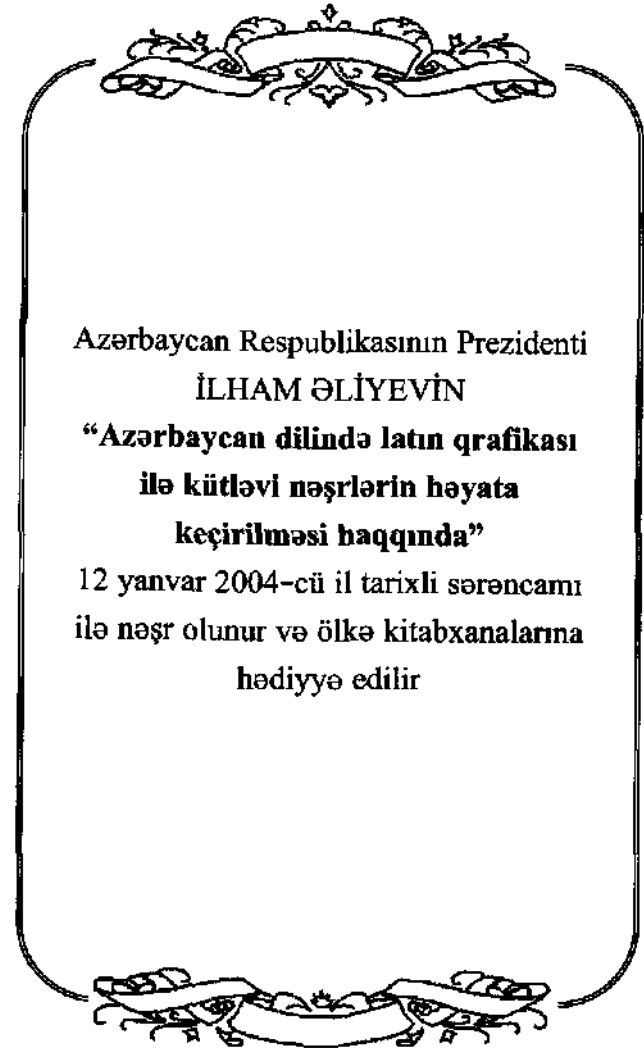 Azərbaycan Respublikasının Prezidenti
İLHAM ƏLİYEVİN
“Azərbaycan dilində latın qrafikası
ilə kütləvi nəşrlərin həyata
keçirilməsi haqqında”
12 yanvar 2004-cü il tarixli sərəncamı
ilə nəşr olunur və ölkə kitabxanalarına
hədiyyə edilir